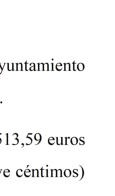 yuntamiento
.
513,59 euros
ve céntimos)